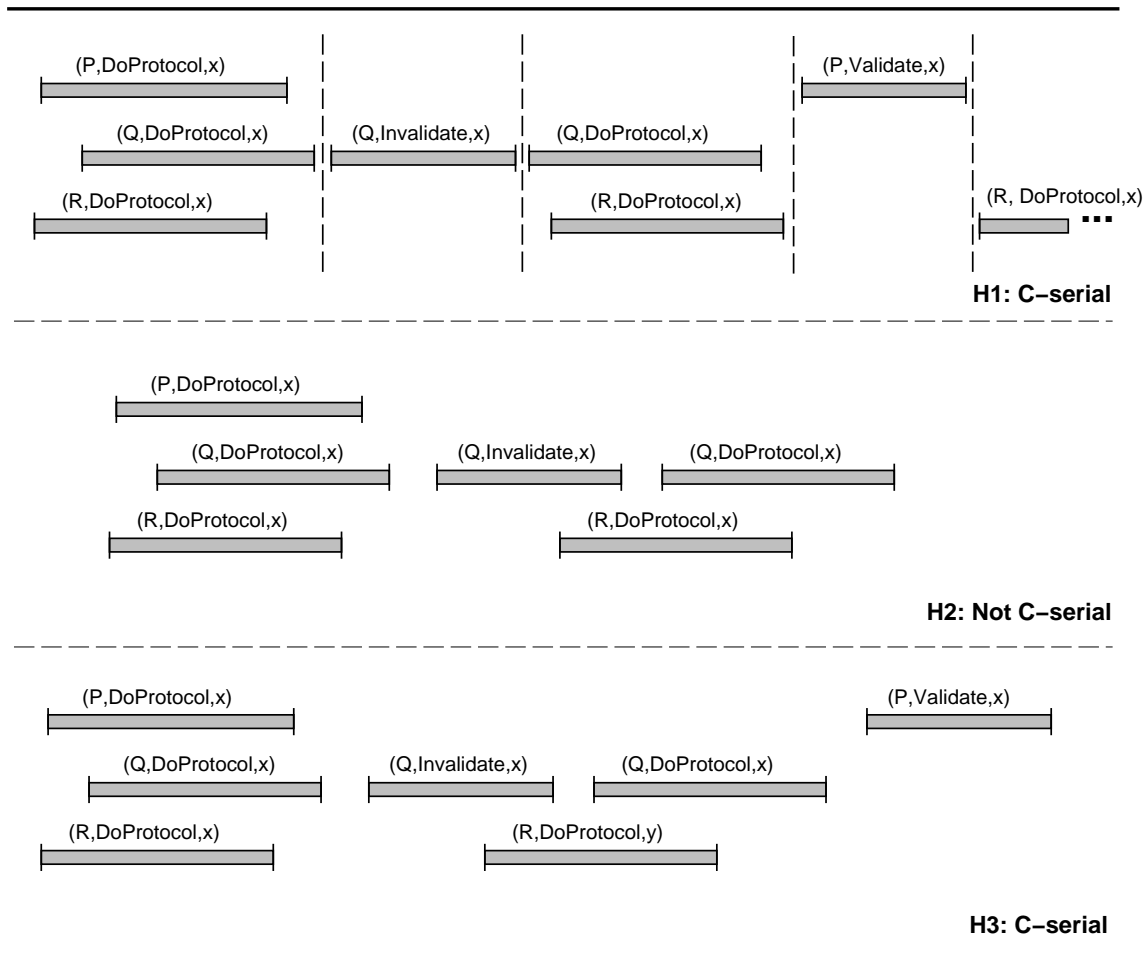 (P,DoProtocol,x) (P,Validate,x)
(Q,DoProtocol,x) (Q,Invalidate,x) (Q,DoProtocol,x)
(R,DoProtocol,x) (R,DoProtocol,x) (R, DoProtocol,x)
...
H1: C−serial
(P,DoProtocol,x)
(Q,DoProtocol,x) (Q,Invalidate,x) (Q,DoProtocol,x)
(R,DoProtocol,x) (R,DoProtocol,x)
H2: Not C−serial
(P,DoProtocol,x) (P,Validate,x)
(Q,DoProtocol,x) (Q,Invalidate,x) (Q,DoProtocol,x)
(R,DoProtocol,x) (R,DoProtocol,y)
H3: C−serial